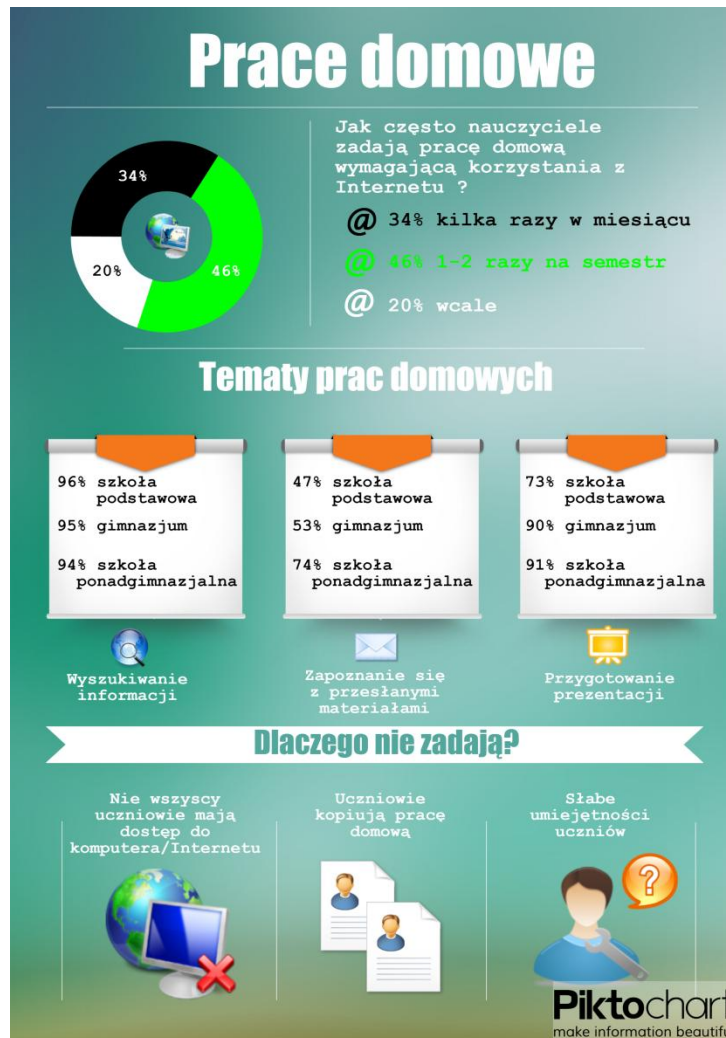 Prace domowe
34%
20%
46%
Jak często nauczyciele
zadają pracę domową
wymagającą korzystania z
Internetu ?
@ 34% kilka razy w miesiącu
@ 46% 1-2 razy na semestr
@ 20% wcale
Tematy prac domowych
96% szkoła
podstawowa
95% gimnazjum
94% szkoła
ponadgimnazjalna
Wyszukiwanie
informacji
47% szkoła
podstawowa
53% gimnazjum
74% szkoła
ponadgimnazjalna
Zapoznanie się
z przesłanymi
materiałami
73% szkoła
podstawowa
90% gimnazjum
91% szkoła
ponadgimnazjalna
Przygotowanie
prezentacji
Dlaczego nie zadają?
Nie wszyscy
uczniowie mają
dostęp do
komputera/Internetu
Uczniowie
kopiują pracę
domową
Słabe
umiejętności
uczniów
?
Piktochart
make information beautifu